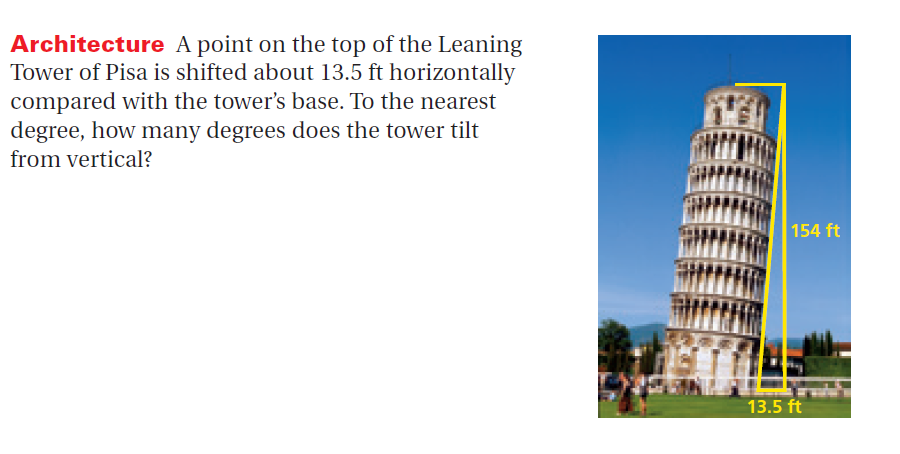 Architecture A point on the top of the Leaning
Tower of Pisa is shifted about 13.5 ft horizontally
compared with the tower's base. To the nearest
degree, how many degrees does the tower tilt
from vertical?
154 ft
13.5 ft